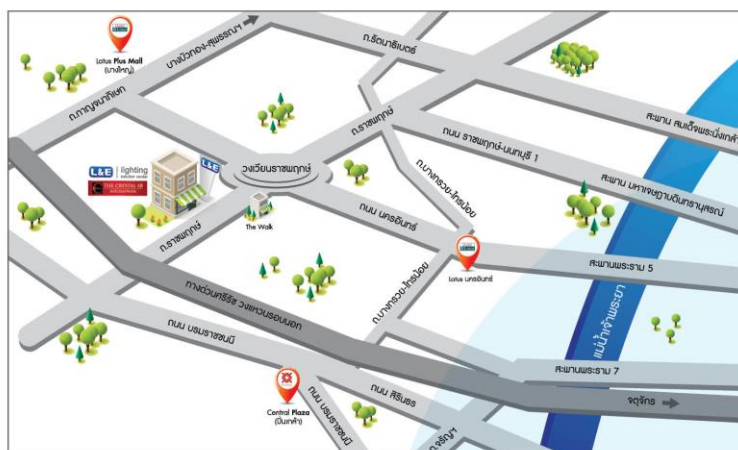 Lotus Plus Mall
(บางใหญ่)
บางบัวทอง-สุพรรณฯ
ถ.รัตนาธิเบศร์
ถ.กาญจนาภิเษก
ถ.ราชพฤกษ์
สะพาน สมเด็จพระนั่งเกล้า
ถนน ราชพฤกษ์-นนทบุรี 1
สะพาน มหาเจษฎาบดินทรานุสรณ์
L&E lighting
solution center
THE CRYSTAL SB
L&E
วงเวียนราชพฤกษ์
ถ.บางกรวย-ไทรน้อย
The Walk
ถนน นครอินทร์
ถ.ราชพฤกษ์
Lotus นครอินทร์
สะพานพระราม 5
ทางด่วนศรีรัช วงแหวนรอบนอก
ถ.บางกรวย-ไทรน้อย
แม่น้ำเจ้าพระยา
ถนน บรมราชชนนี
สะพานพระราม 7
Central Plaza
(ปิ่นเกล้า)
ถนน บรมราชชนนี
ถนน สิรินธร
จตุจักร
ถ.จรัญฯ